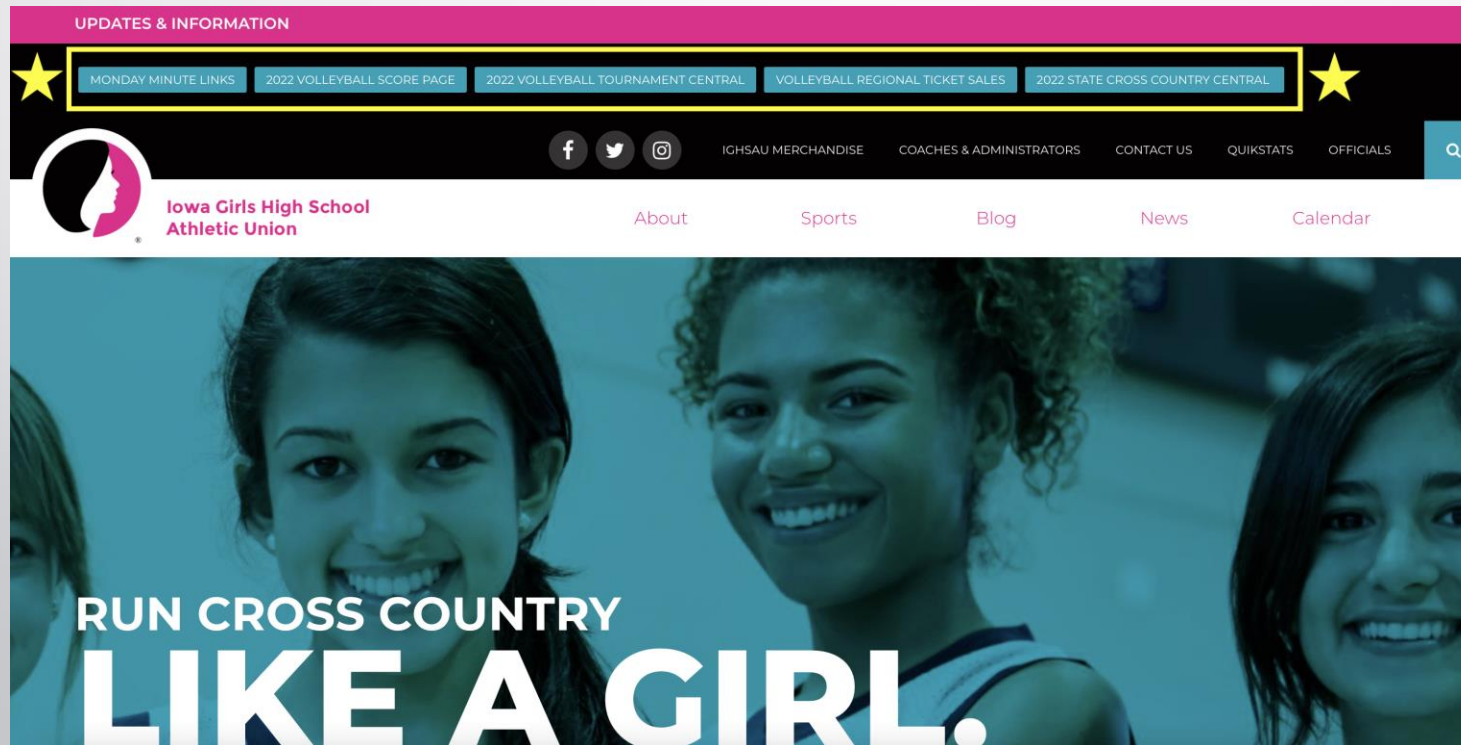 UPDATES & INFORMATION
MONDAY MINUTE LINKS 2022 VOLLEYBALL SCORE PAGE 2022 VOLLEYBALL TOURNAMENT CENTRAL VOLLEYBALL REGIONAL TICKET SALES 2022 STATE CROSS COUNTRY CENTRAL
IGHSAU MERCHANDISE COACHES & ADMINISTRATORS CONTACT US QUIKSTATS OFFICIALS
Iowa Girls High School
Athletic Union
®
About Sports Blog News Calendar
RUN CROSS COUNTRY
LIKE A GIRL.